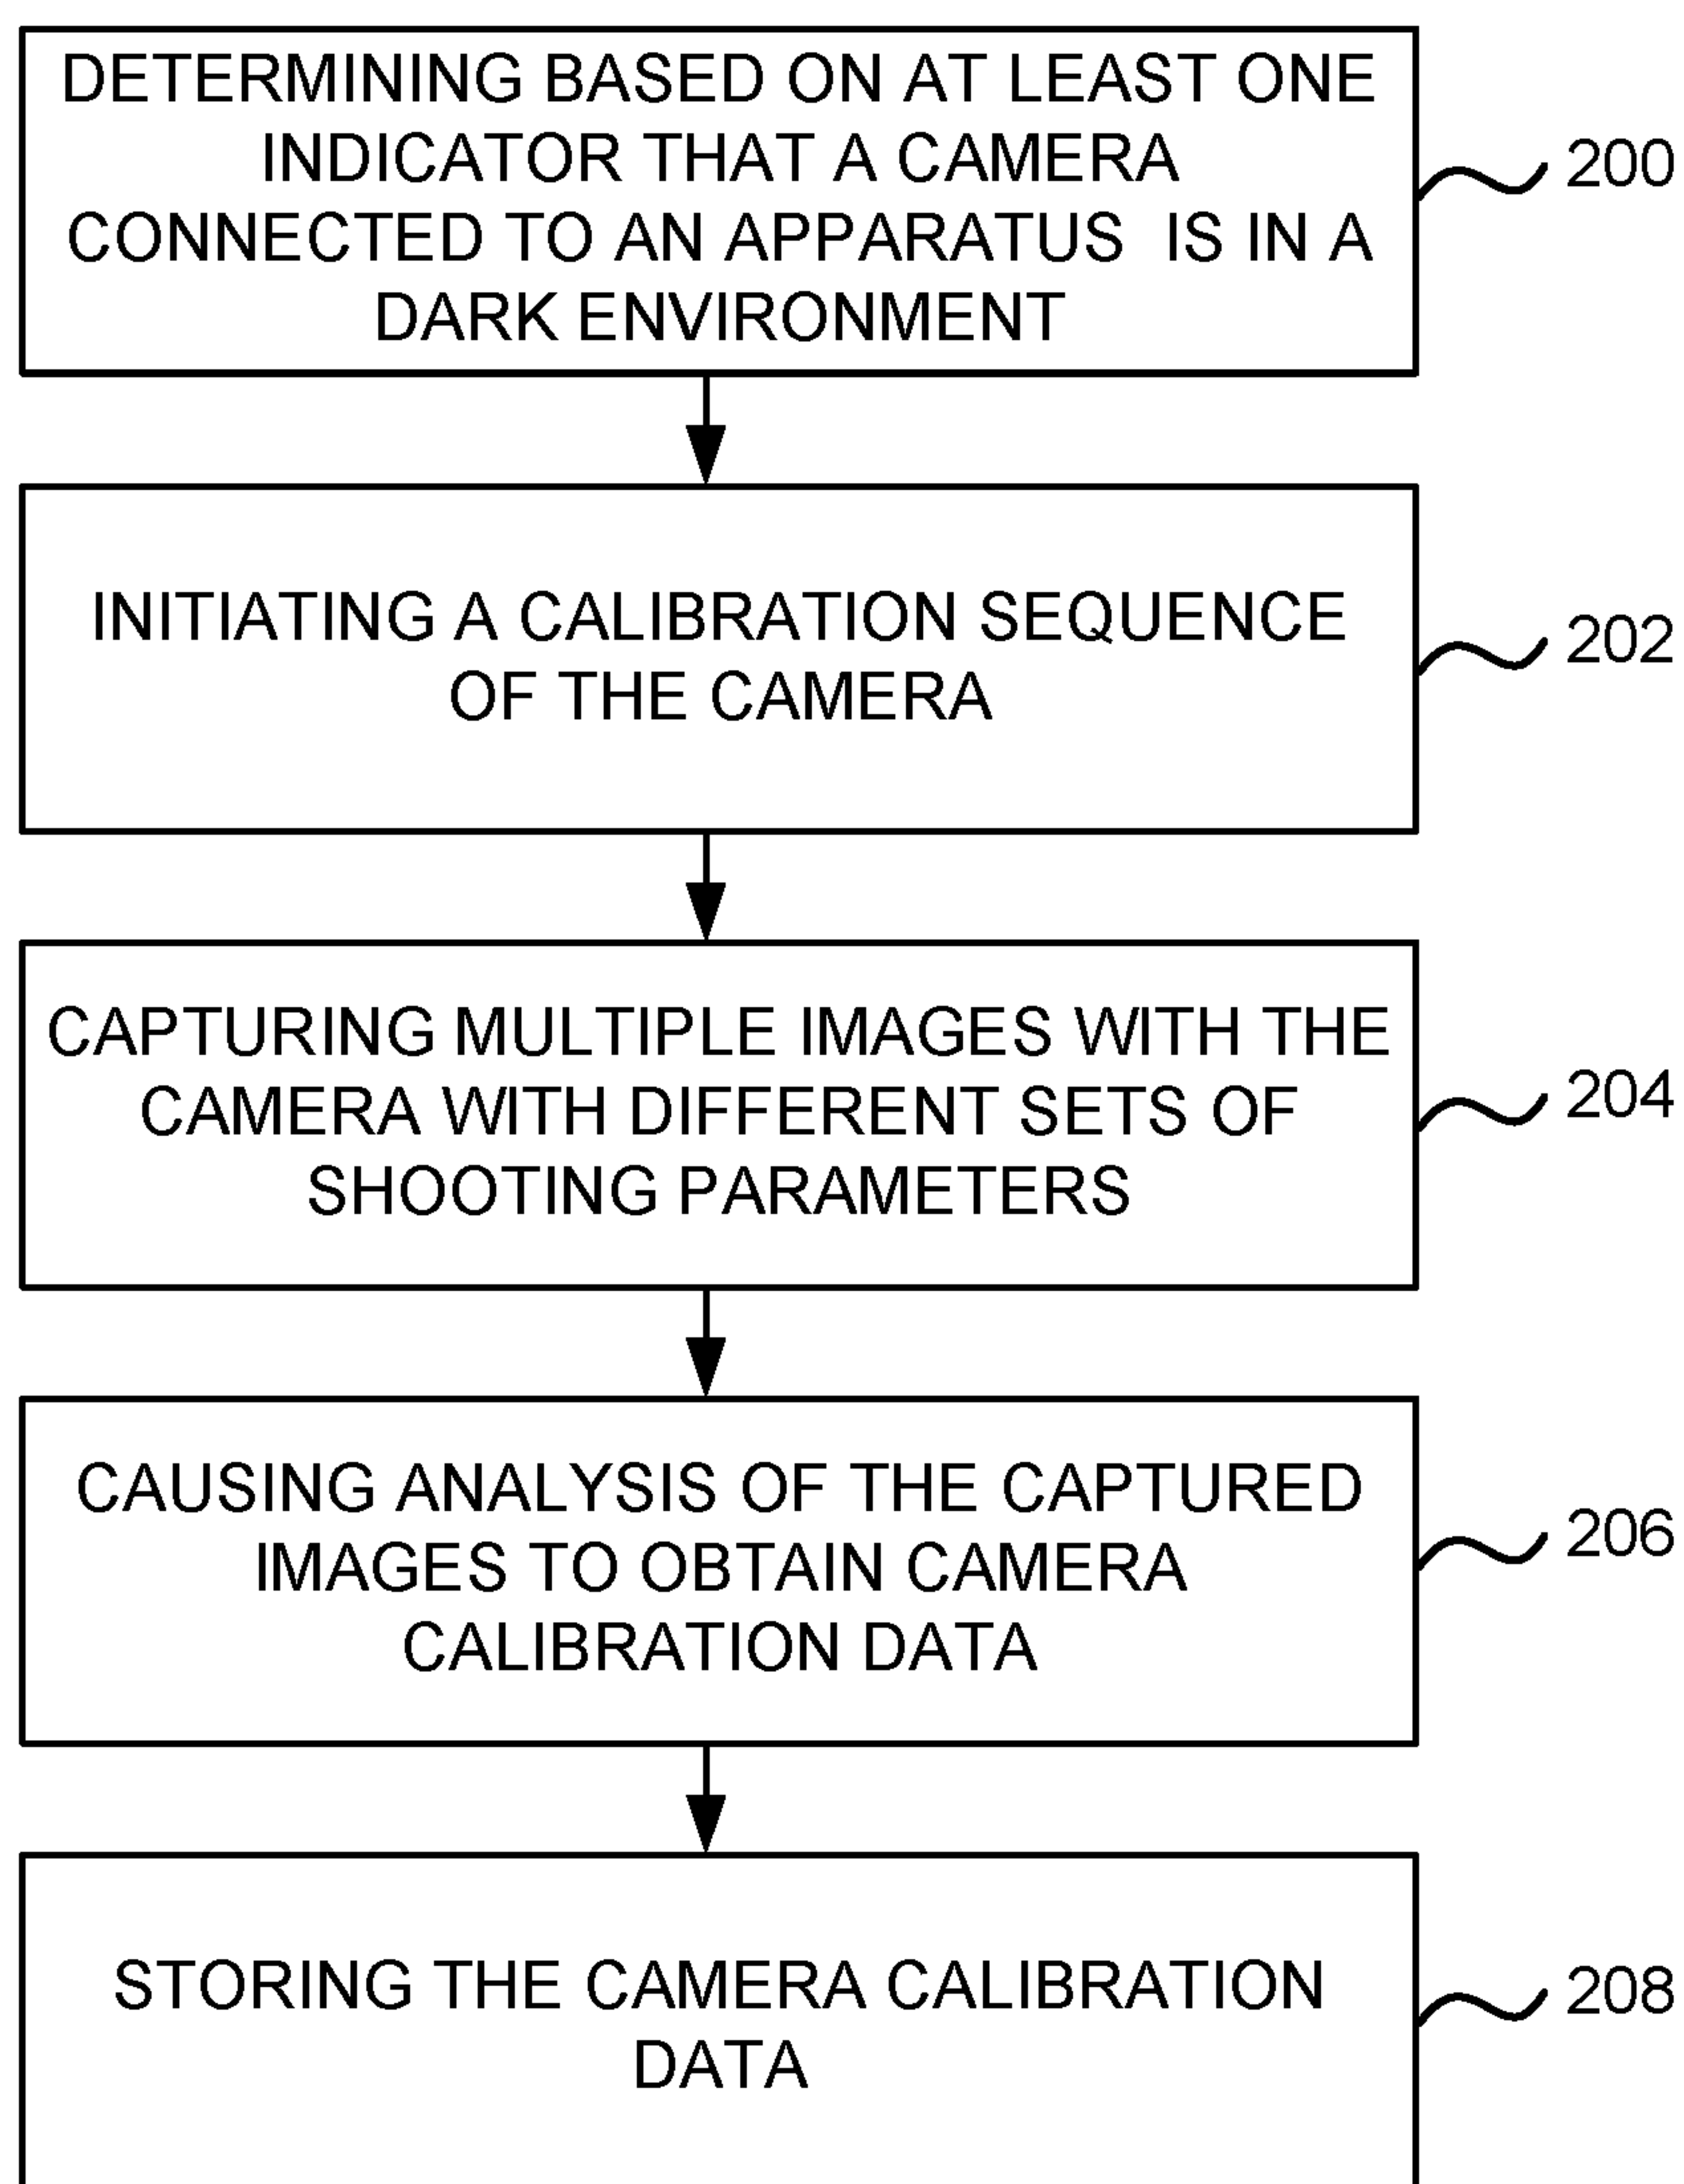 DETERMINING BASED ON AT LEAST ONE
INDICATOR THAT A CAMERA
CONNECTED TO AN APPARATUS IS IN A
DARK ENVIRONMENT
200
INITIATING A CALIBRATION SEQUENCE
OF THE CAMERA
202
CAPTURING MULTIPLE IMAGES WITH THE
CAMERA WITH DIFFERENT SETS OF
SHOOTING PARAMETERS
204
CAUSING ANALYSIS OF THE CAPTURED
IMAGES TO OBTAIN CAMERA
CALIBRATION DATA
206
STORING THE CAMERA CALIBRATION
DATA
208